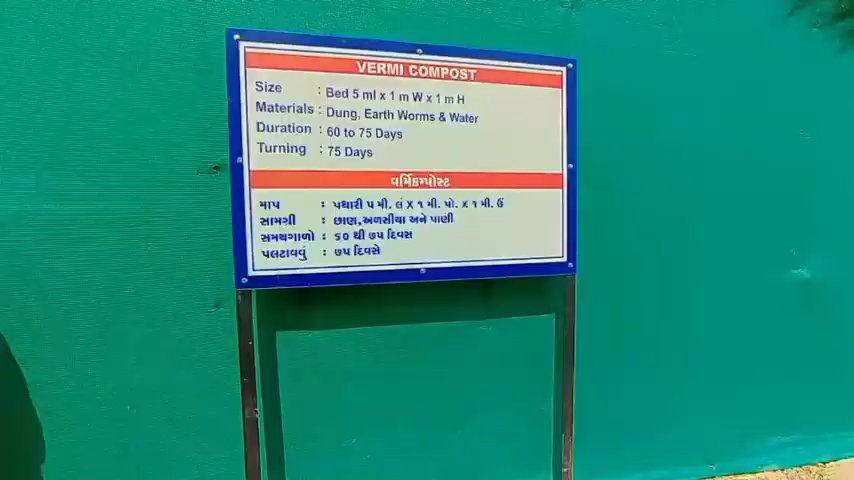 VERMI COMPOST
Size : Bed 5 ml x 1 m W x 1 m H
Materials : Dung, Earth Worms & Water
Duration : 60 to 75 Days
Turning : 75 Days
વર્મિકમ્પોસ્ટ
માપ : પથારી ૫ મી. લં X ૧ મી. પો. x ૧ મી. ઉં
સામગ્રી : છાણ,અળસીયા અને પાણી
સમયગાળો : ૬૦ થી ૭૫ દિવસ
પલટાવવું : ૭૫ દિવસે